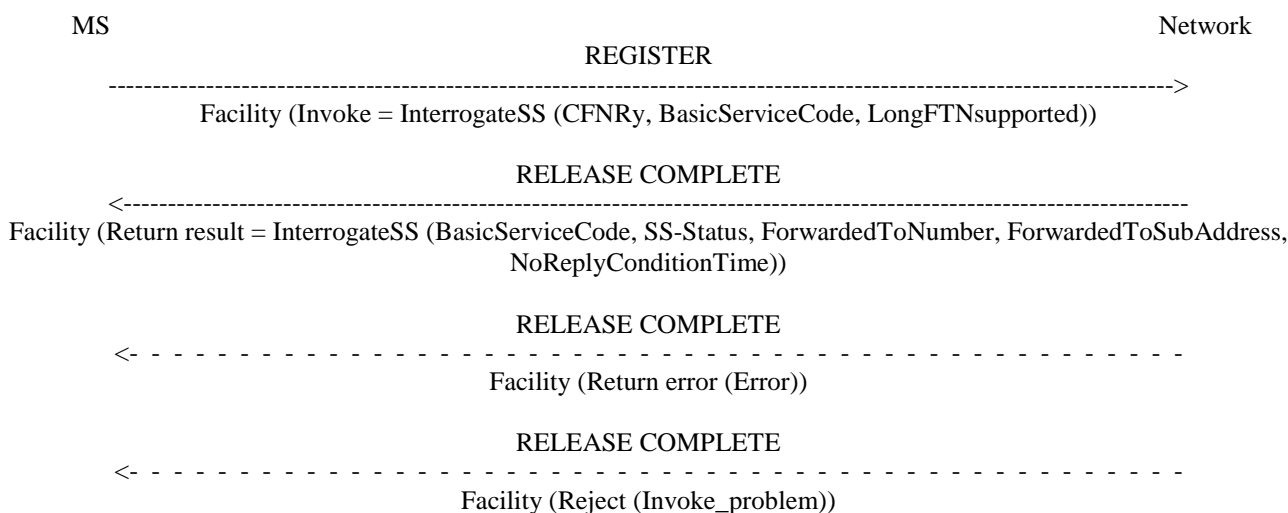 MS Network
REGISTER
------------------------------------------------------------------------------------------------------------------------->
Facility (Invoke = InterrogateSS (CFNRy, BasicServiceCode, LongFTNsupported))
RELEASE COMPLETE
<-------------------------------------------------------------------------------------------------------------------------
Facility (Return result = InterrogateSS (BasicServiceCode, SS-Status, ForwardedToNumber, ForwardedToSubAddress,
NoReplyConditionTime))
RELEASE COMPLETE
<- - - - - - - - - - - - - - - - - - - - - - - - - - - - - - - - - - - - - - - - - - - - - - - - - - - - - - - - - - - - -
Facility (Return error (Error))
RELEASE COMPLETE
<- - - - - - - - - - - - - - - - - - - - - - - - - - - - - - - - - - - - - - - - - - - - - - - - - - - - - - - - - - - - -
Facility (Reject (Invoke_problem))